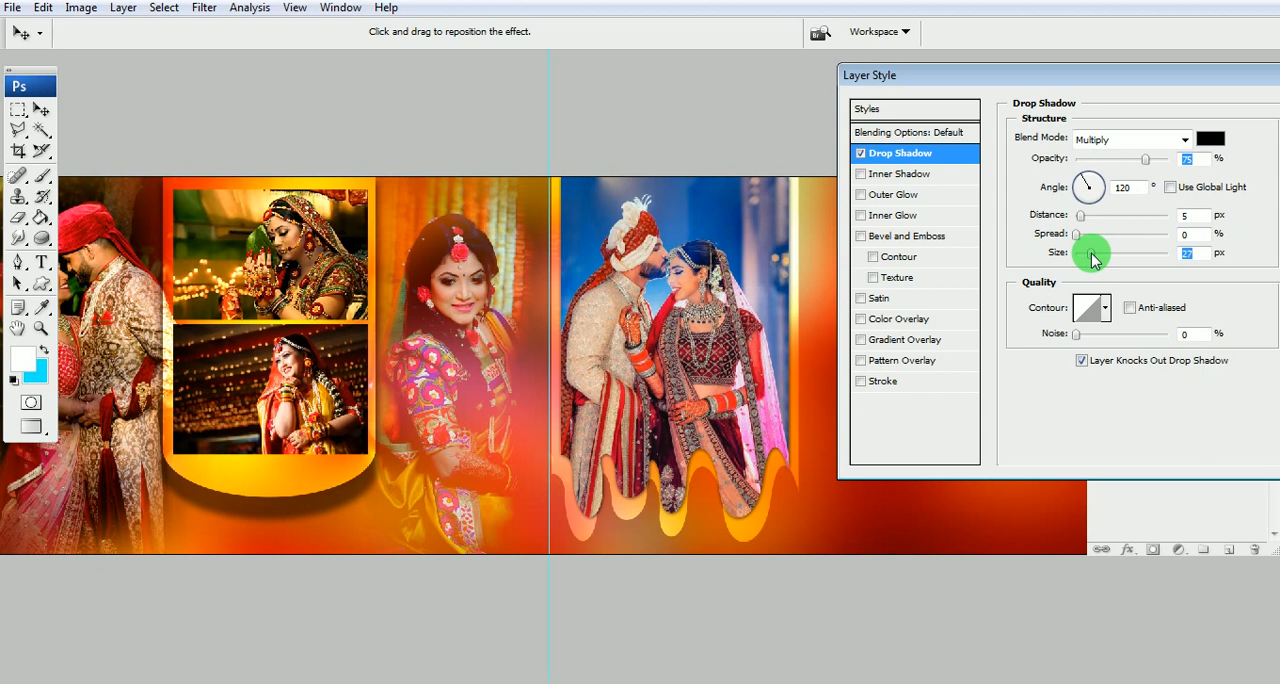 File Edit Image Layer Select Filter Analysis View Window Help
Click and drag to reposition the effect.
Br
Workspace
Ps
T
Layer Style
Styles
Blending Options: Default
Drop Shadow
Inner Shadow
Outer Glow
Inner Glow
Bevel and Emboss
Contour
Texture
Satin
Color Overlay
Gradient Overlay
Pattern Overlay
Stroke
Drop Shadow
Structure
Blend Mode: Multiply
Opacity: 75 %
Angle: 120 ° Use Global Light
Distance: 5 px
Spread: 0 %
Size: 27 px
Quality
Contour: Anti-aliased
Noise: 0 %
Layer Knocks Out Drop Shadow
fx